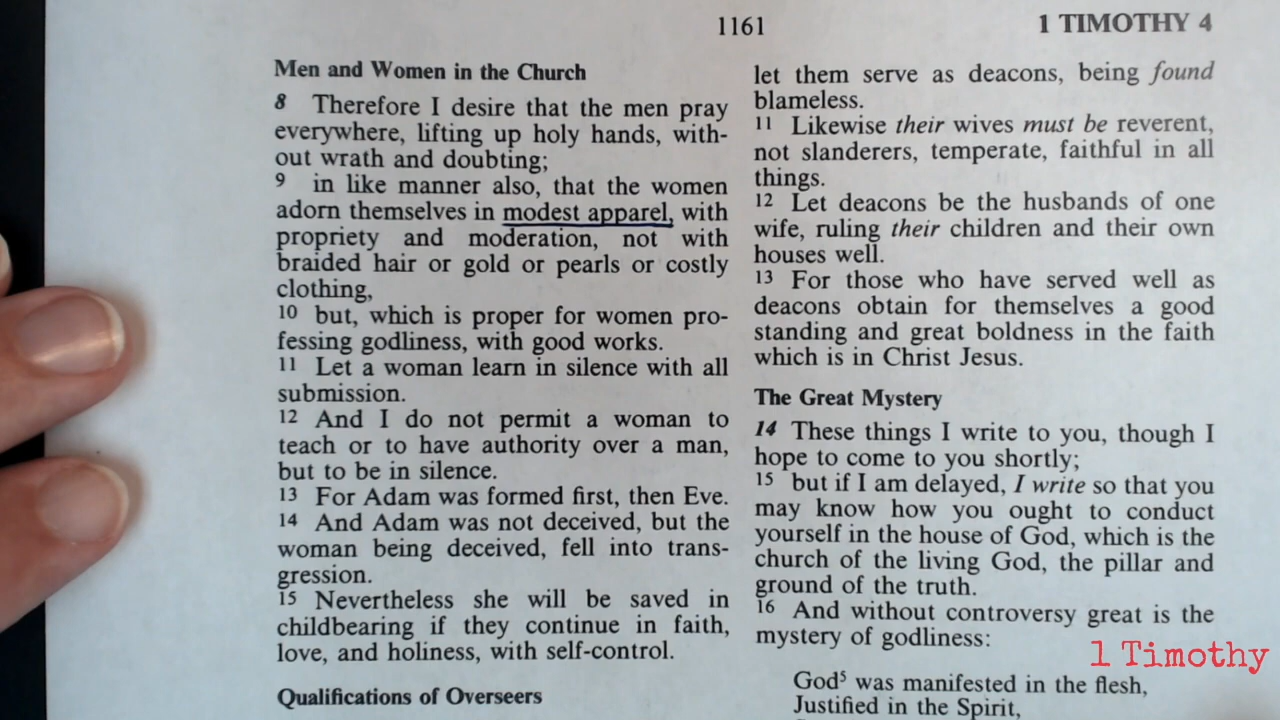 1161
1 TIMOTHY 4
Men and Women in the Church
8 Therefore I desire that the men pray
everywhere, lifting up holy hands, with-
out wrath and doubting;
9 in like manner also, that the women
adorn themselves in modest apparel, with
propriety and moderation, not with
braided hair or gold or pearls or costly
clothing,
10 but, which is proper for women pro-
fessing godliness, with good works.
11 Let a woman learn in silence with all
submission.
12 And I do not permit a woman to
teach or to have authority over a man,
but to be in silence.
13 For Adam was formed first, then Eve.
14 And Adam was not deceived, but the
woman being deceived, fell into trans-
gression.
15 Nevertheless she will be saved in
childbearing if they continue in faith,
love, and holiness, with self-control.
Qualifications of Overseers
let them serve as deacons, being found
blameless.
11 Likewise their wives must be reverent,
not slanderers, temperate, faithful in all
things.
12 Let deacons be the husbands of one
wife, ruling their children and their own
houses well.
13 For those who have served well as
deacons obtain for themselves a good
standing and great boldness in the faith
which is in Christ Jesus.
The Great Mystery
14 These things I write to you, though I
hope to come to you shortly;
15 but if I am delayed, I write so that you
may know how you ought to conduct
yourself in the house of God, which is the
church of the living God, the pillar and
ground of the truth.
16 And without controversy great is the
mystery of godliness:
God5 was manifested in the flesh,
Justified in the Spirit,
1 Timothy